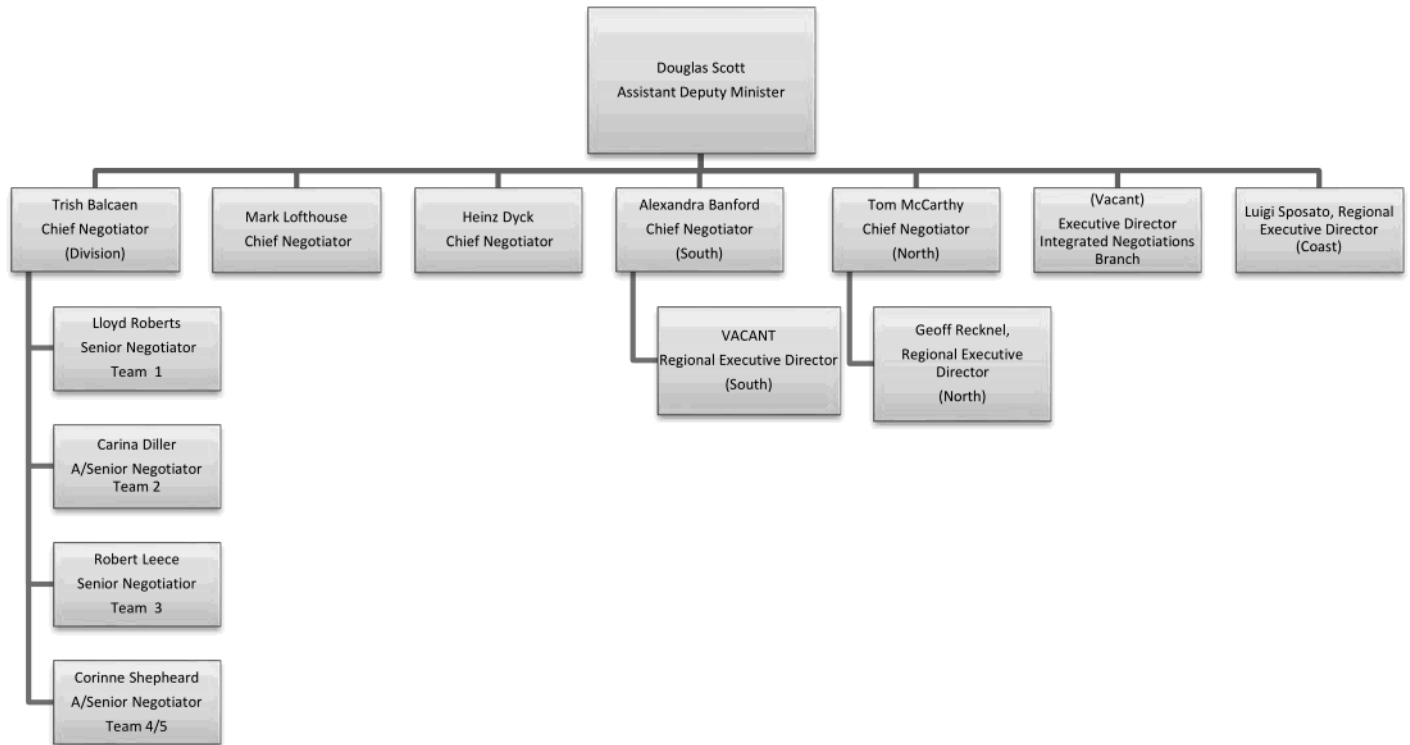 Douglas Scott
Assistant Deputy Minister
Trish Balcaen
Chief Negotiator
(Division)
Mark Lofthouse
Chief Negotiator
Heinz Dyck
Chief Negotiator
Alexandra Banford
Chief Negotiator
(South)
Tom McCarthy
Chief Negotiator
(North)
(Vacant)
Executive Director
Integrated Negotiations
Branch
Luigi Sposato, Regional
Executive Director
(Coast)
Lloyd Roberts
Senior Negotiator
Team 1
VACANT
Regional Executive Director
(South)
Geoff Recknel,
Regional Executive
Director
(North)
Carina Diller
A/Senior Negotiator
Team 2
Robert Leece
Senior Negotiatior
Team 3
Corinne Shepheard
A/Senior Negotiator
Team 4/5